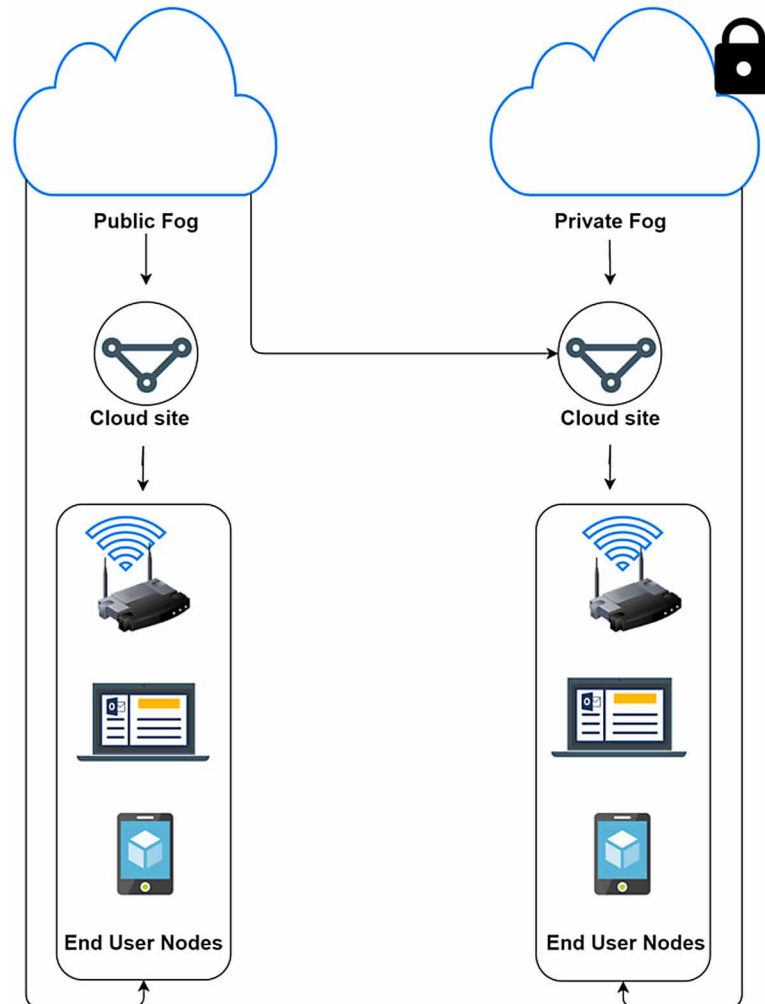 Public Fog
Private Fog
Cloud site
Cloud site
End User Nodes
End User Nodes